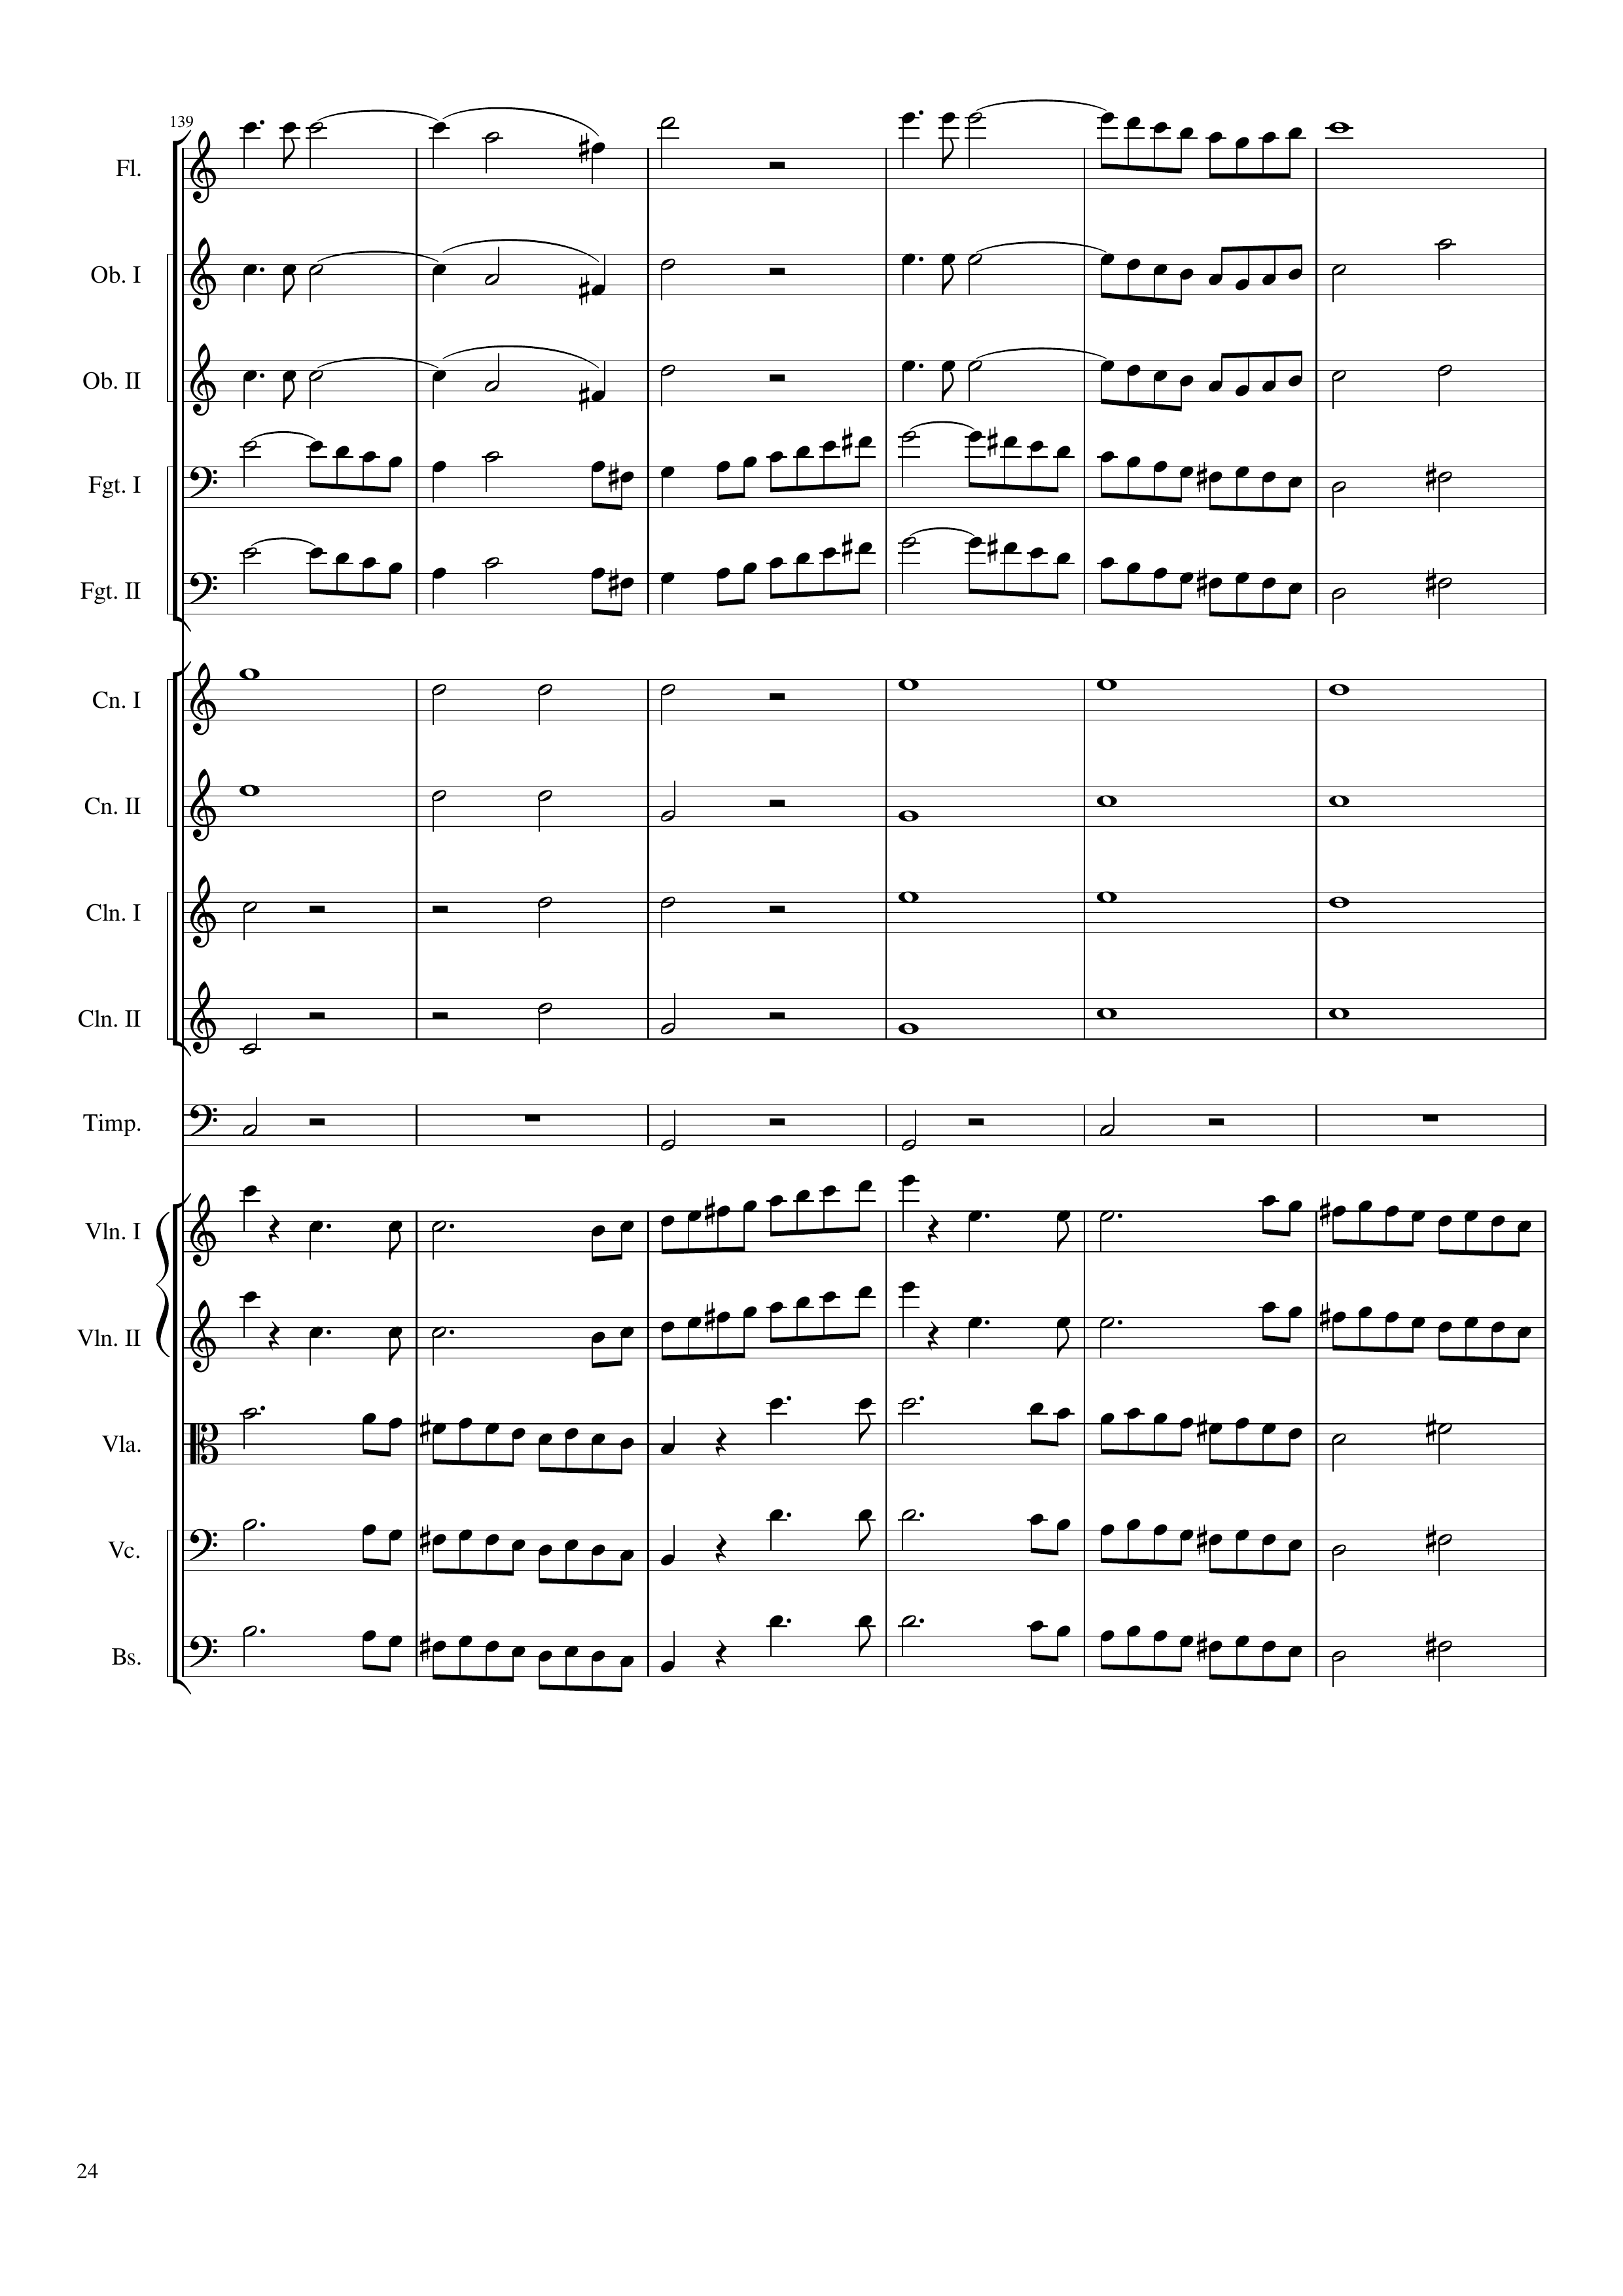 139
Fl.
Ob. I
Ob. II
Fgt. I
Fgt. II
Cn. I
Cn. II
Cln. I
Cln. II
Timp.
Vln. I
Vln. II
Vla.
Vc.
Bs.
24